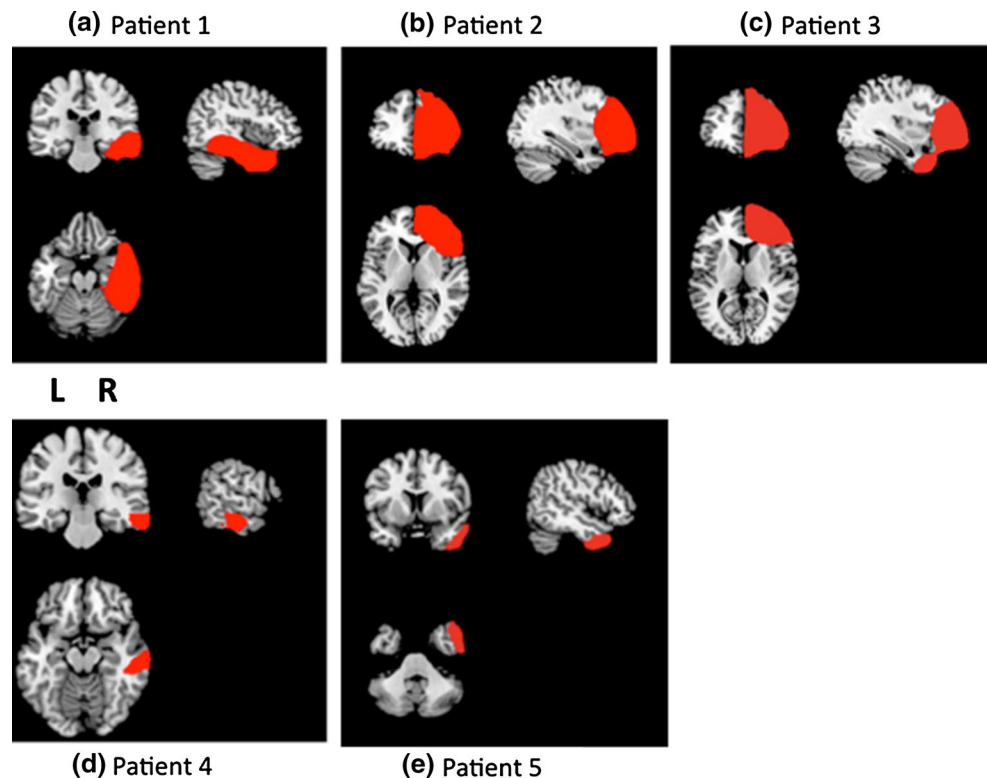 (a) Patient 1
(b) Patient 2
(c) Patient 3
L R
(d) Patient 4
(e) Patient 5